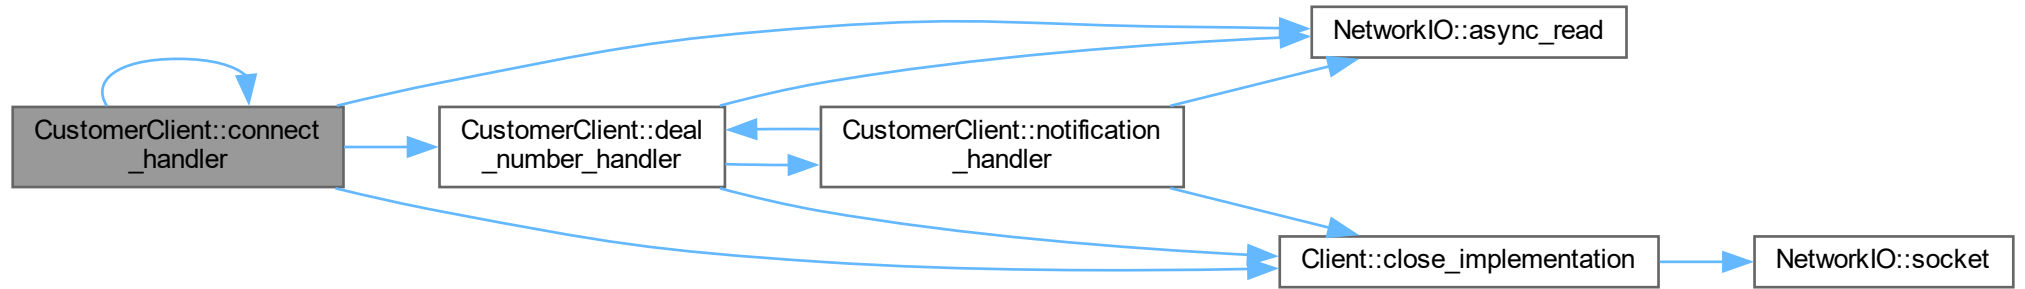 CustomerClient::connect
_handler
CustomerClient::deal
_number_handler
CustomerClient::notification
_handler
NetworkIO::async_read
Client::close_implementation
NetworkIO::socket